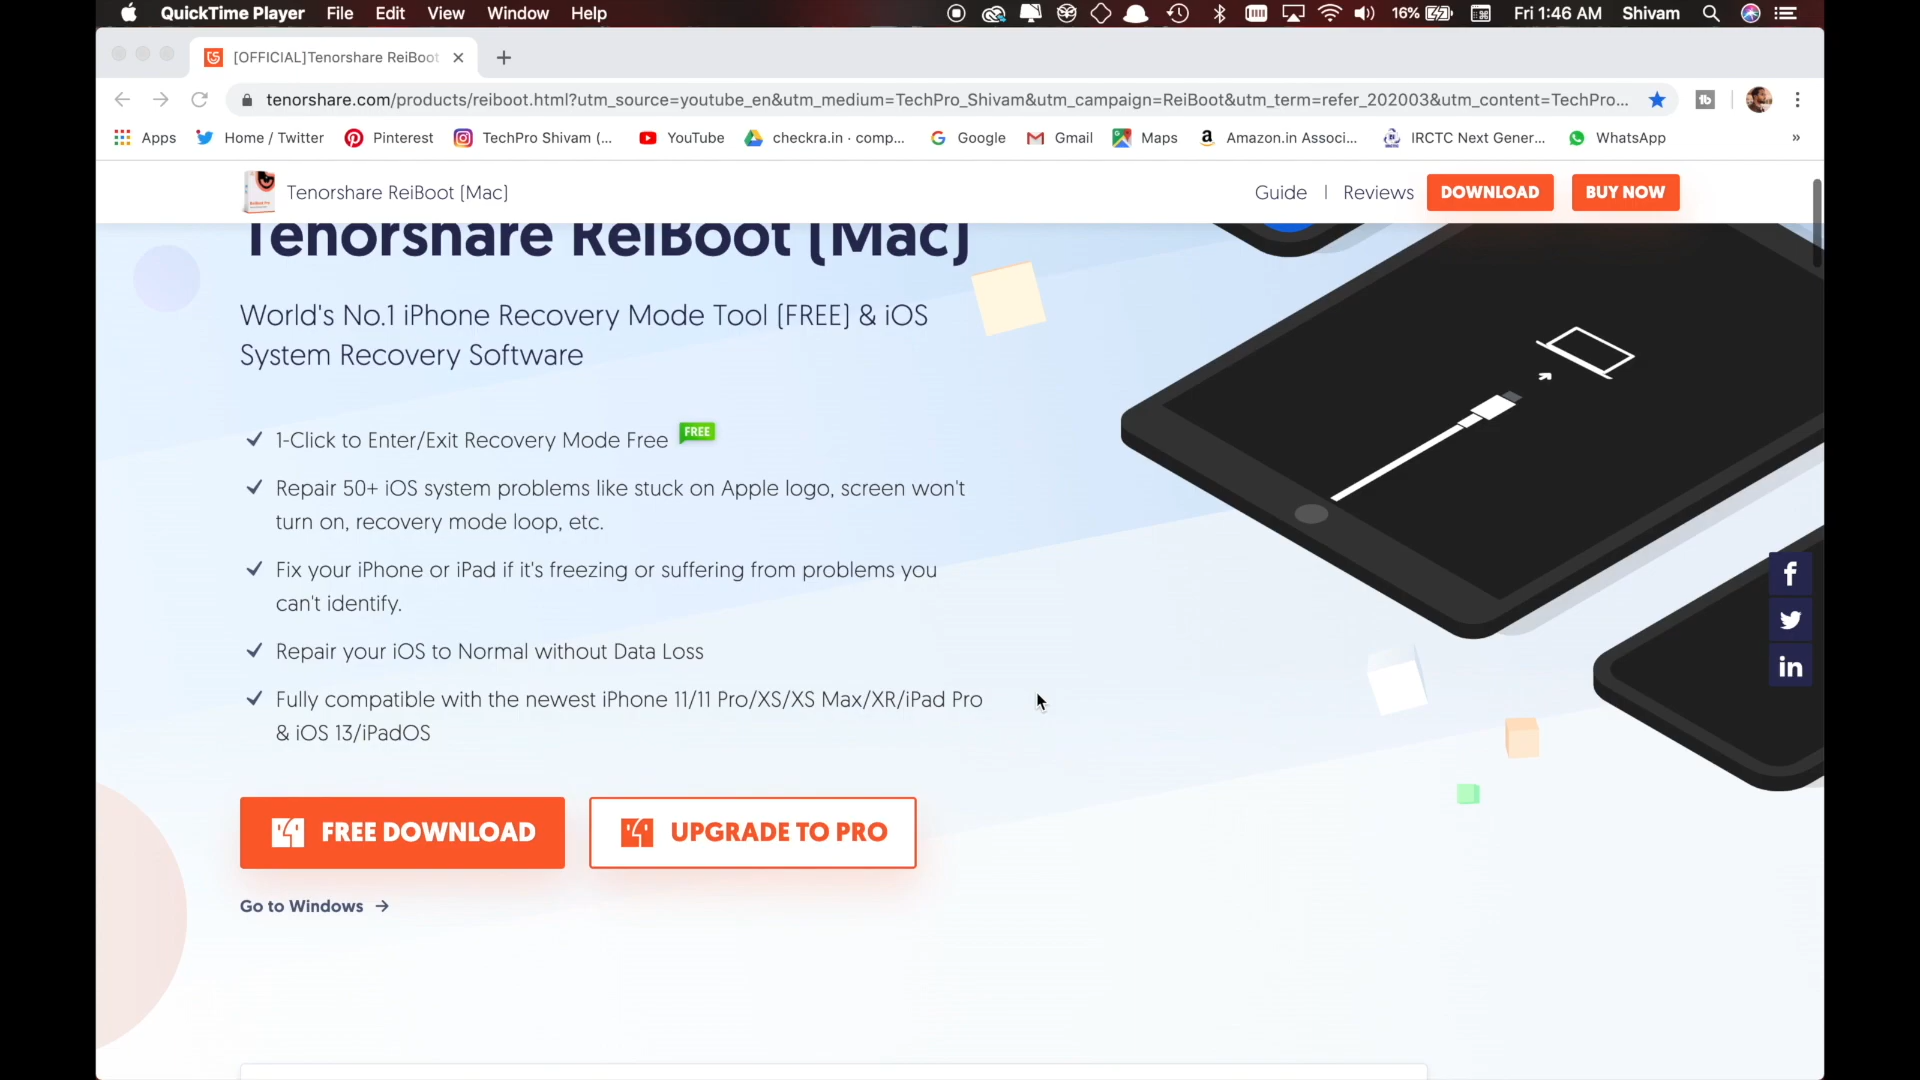 QuickTime Player File Edit View Window Help 16% Fri 1:46 AM Shivam
[OFFICIAL]Tenorshare ReiBoot
tenorshare.com/products/reiboot.html?utm_source=youtube_en&utm_medium=TechPro_Shivam&utm_campaign=ReiBoot&utm_term=refer_202003&utm_content=TechPro...
Apps Home / Twitter Pinterest TechPro Shivam (... YouTube checkra.in · comp... Google Gmail Maps Amazon.in Associ... IRCTC Next Gener... WhatsApp »
Tenorshare ReiBoot (Mac) Guide | Reviews DOWNLOAD BUY NOW
Tenorshare ReiBoot (Mac)
World's No.1 iPhone Recovery Mode Tool (FREE) & iOS
System Recovery Software
1-Click to Enter/Exit Recovery Mode Free FREE
Repair 50+ iOS system problems like stuck on Apple logo, screen won't
turn on, recovery mode loop, etc.
Fix your iPhone or iPad if it's freezing or suffering from problems you
can't identify.
Repair your iOS to Normal without Data Loss
Fully compatible with the newest iPhone 11/11 Pro/XS/XS Max/XR/iPad Pro
& iOS 13/iPadOS
FREE DOWNLOAD UPGRADE TO PRO
Go to Windows →